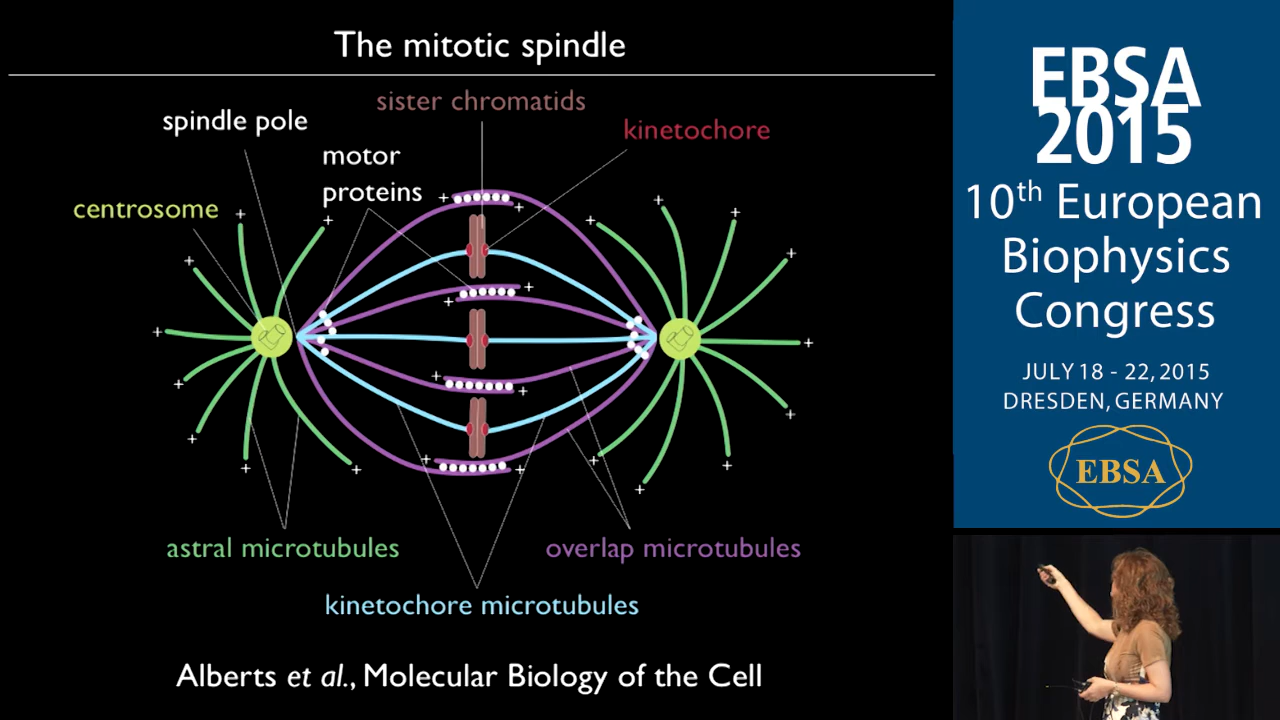 The mitotic spindle
sister chromatids
spindle pole
kinetochore
motor
proteins
centrosome
astral microtubules
overlap microtubules
kinetochore microtubules
Alberts et al., Molecular Biology of the Cell
EBSA
2015
10th European
Biophysics
Congress
JULY 18 - 22, 2015
DRESDEN, GERMANY
EBSA